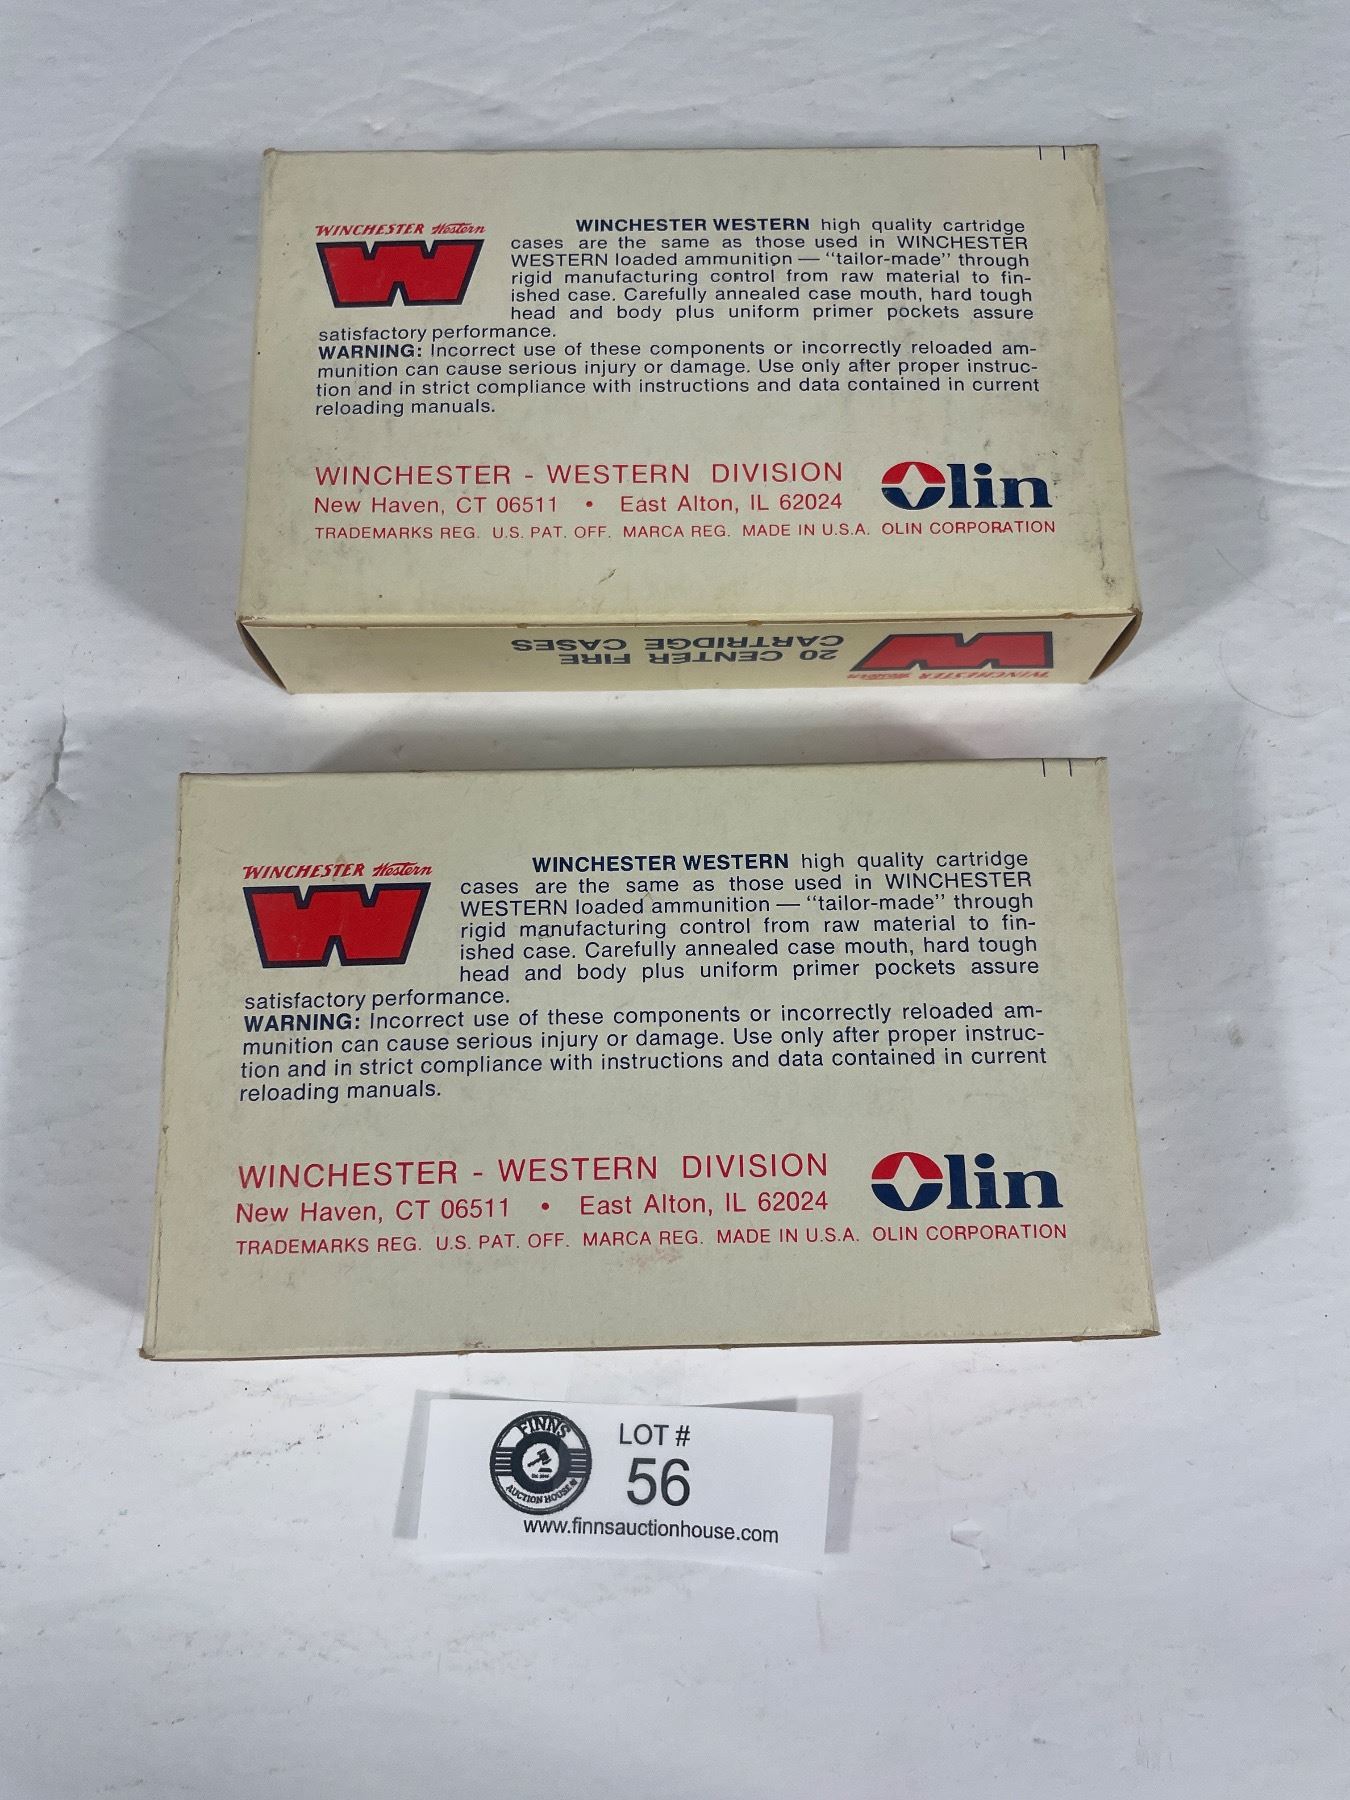 WINCHESTER Western
WINCHESTER WESTERN high quality cartridge
cases are the same as those used in WINCHESTER
WESTERN loaded ammunition — "tailor-made" through
rigid manufacturing control from raw material to fin-
ished case. Carefully annealed case mouth, hard tough
head and body plus uniform primer pockets assure
satisfactory performance.
WARNING: Incorrect use of these components or incorrectly reloaded am-
munition can cause serious injury or damage. Use only after proper instruc-
tion and in strict compliance with instructions and data contained in current
reloading manuals.
WINCHESTER - WESTERN DIVISION
New Haven, CT 06511 • East Alton, IL 62024
Olin
TRADEMARKS REG. U.S. PAT. OFF. MARCA REG. MADE IN U.S.A. OLIN CORPORATION
WINCHESTER Western
20 CENTER FIRE
CARTRIDGE CASES
WINCHESTER Western
WINCHESTER WESTERN high quality cartridge
cases are the same as those used in WINCHESTER
WESTERN loaded ammunition — "tailor-made" through
rigid manufacturing control from raw material to fin-
ished case. Carefully annealed case mouth, hard tough
head and body plus uniform primer pockets assure
satisfactory performance.
WARNING: Incorrect use of these components or incorrectly reloaded am-
munition can cause serious injury or damage. Use only after proper instruc-
tion and in strict compliance with instructions and data contained in current
reloading manuals.
WINCHESTER - WESTERN DIVISION
New Haven, CT 06511 • East Alton, IL 62024
Olin
TRADEMARKS REG. U.S. PAT. OFF. MARCA REG. MADE IN U.S.A. OLIN CORPORATION
FINNS
AUCTION HOUSE
LOT #
56
www.finnsauctionhouse.com